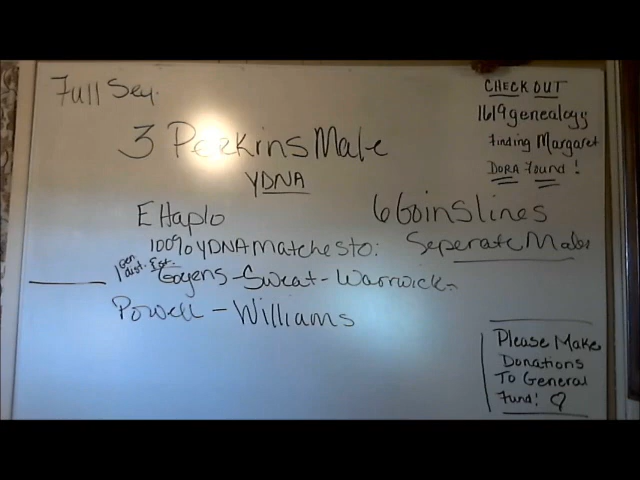 Full Seq.
3 Perkins Male
YDNA
E Haplo
100% YDNA Matches to:
1 Gen. dist. Est.
Goyens-Sweat-Warwick-
Powell - Williams
6 Goins lines
Seperate Males
CHECK OUT
1619genealogy
Finding Margaret
DORA Found!
Please Make
Donations
To General
Fund! ♡